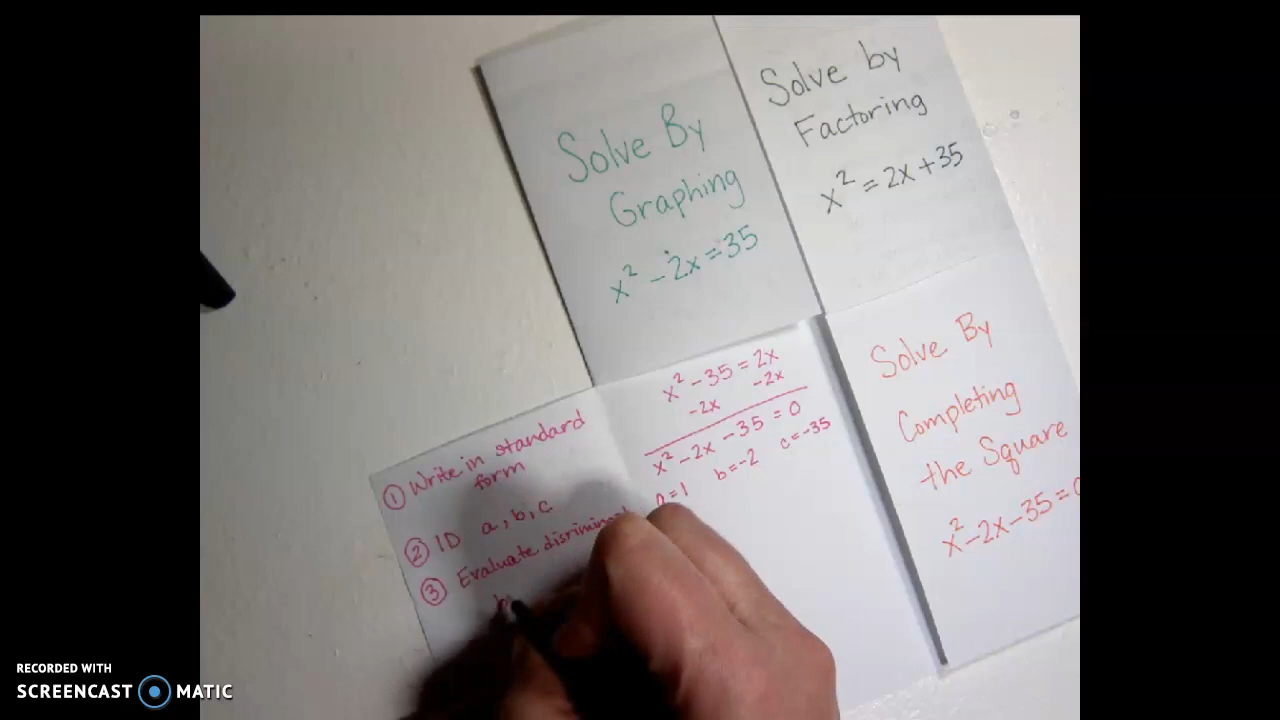 Solve By
Graphing
x² - 2x = 35
Solve by
Factoring
x² = 2x + 35
x² - 35 = 2x
-2x -2x
x² - 2x - 35 = 0
a = 1 b = -2 c = -35
① Write in standard
form
② ID a, b, c
③ Evaluate
b
Solve By
Completing
the Square
x² - 2x - 35 = 0
RECORDED WITH
SCREENCAST MATIC